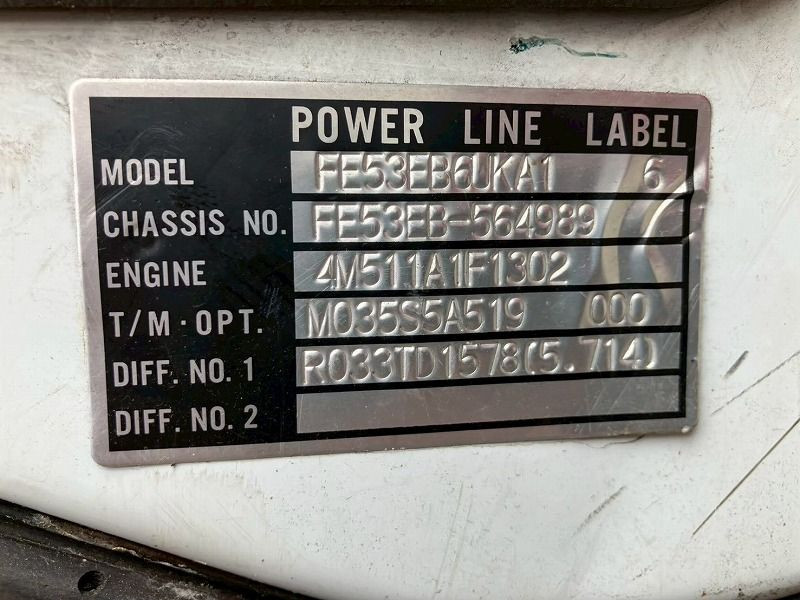 POWER LINE LABEL
MODEL FE53EB6UKA1 6
CHASSIS NO. FE53EB-564989
ENGINE 4M511A1F1302
T/M·OPT. M035S5A519 000
DIFF. NO. 1 R033TD1578(5.714)
DIFF. NO. 2